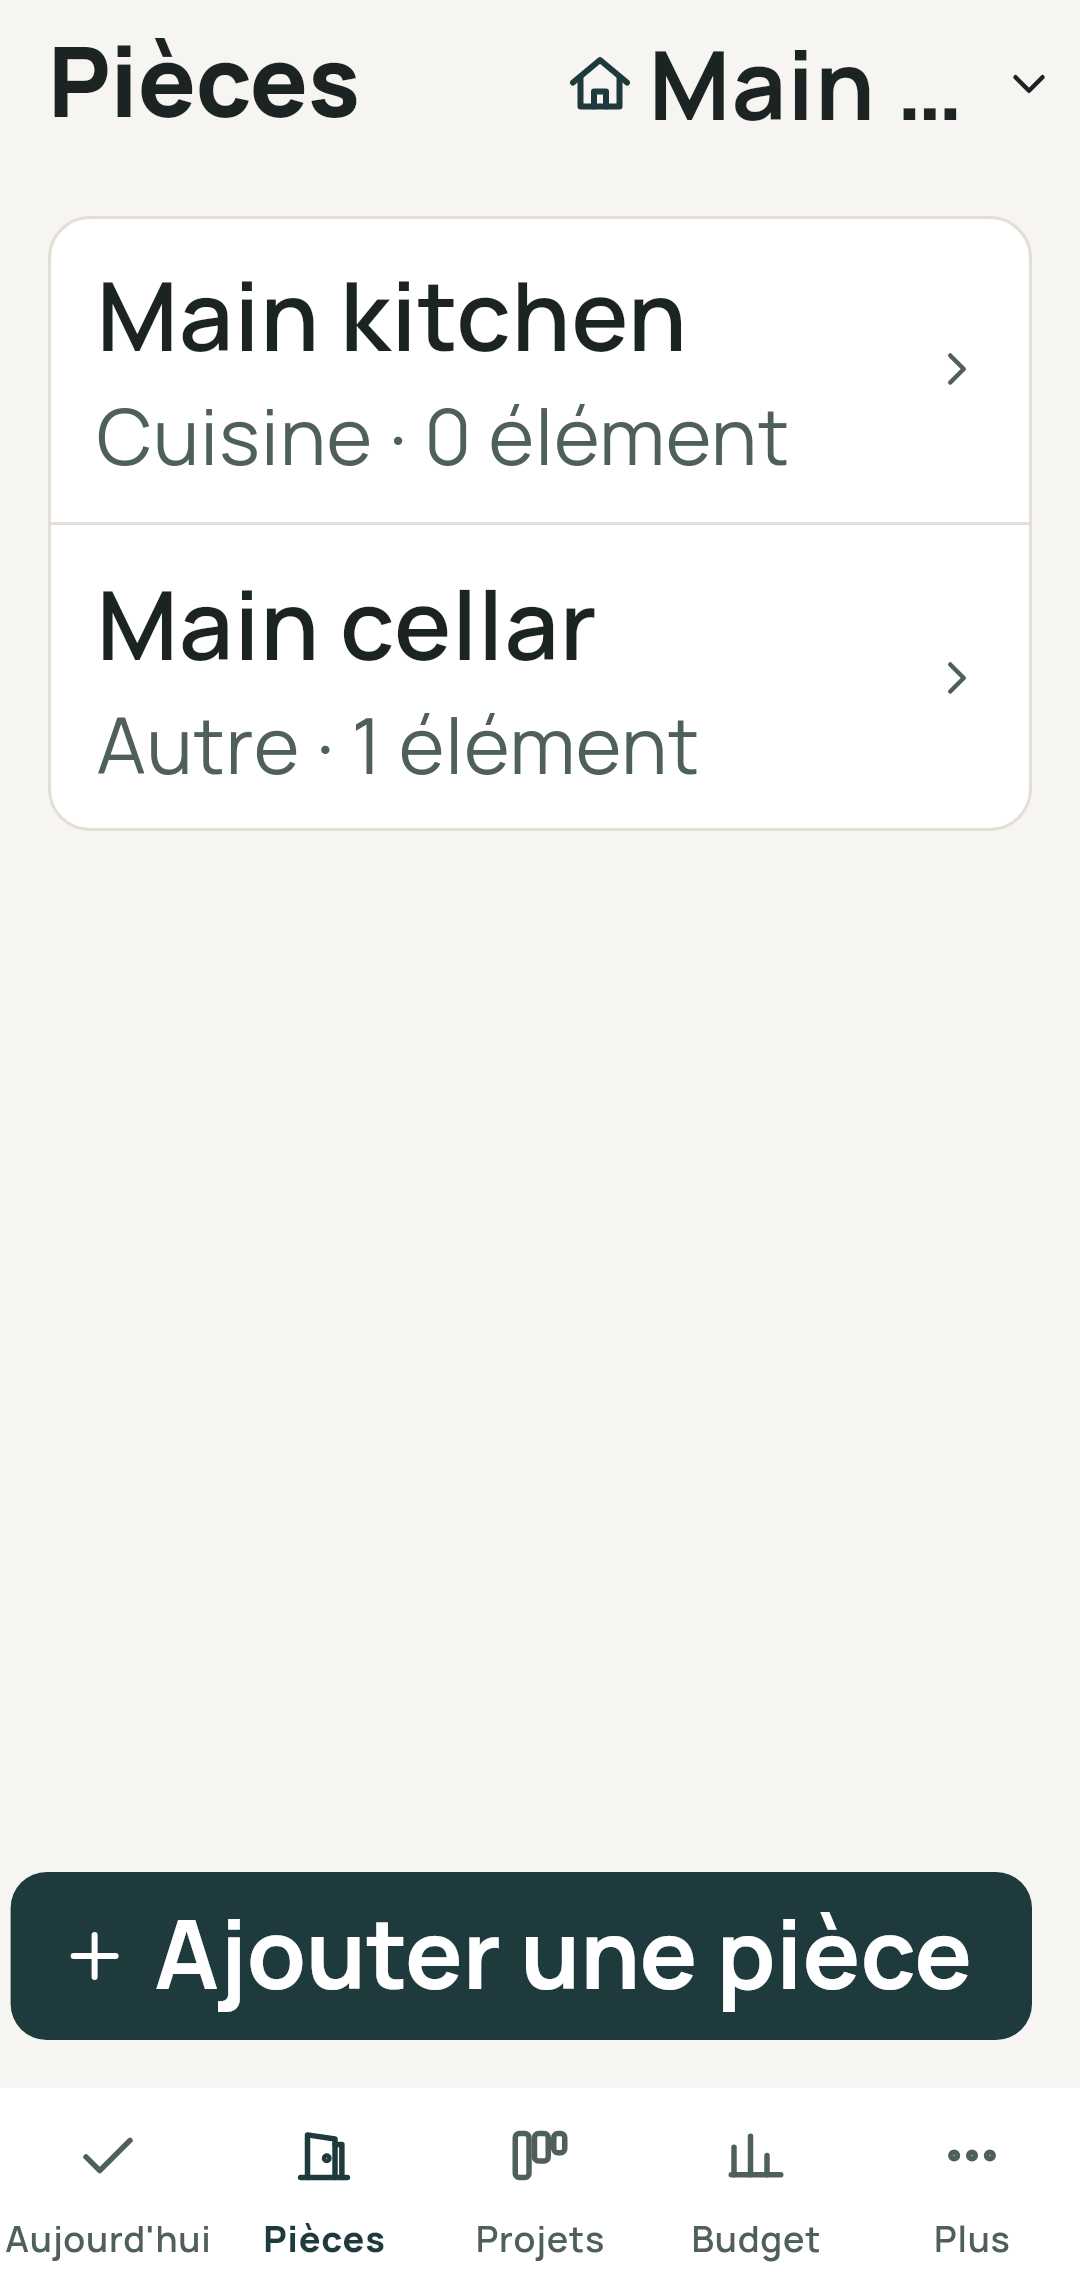 Pièces
Main ...
Main kitchen
Cuisine · 0 élément
Main cellar
Autre · 1 élément
+ Ajouter une pièce
Aujourd'hui
Pièces
Projets
Budget
Plus